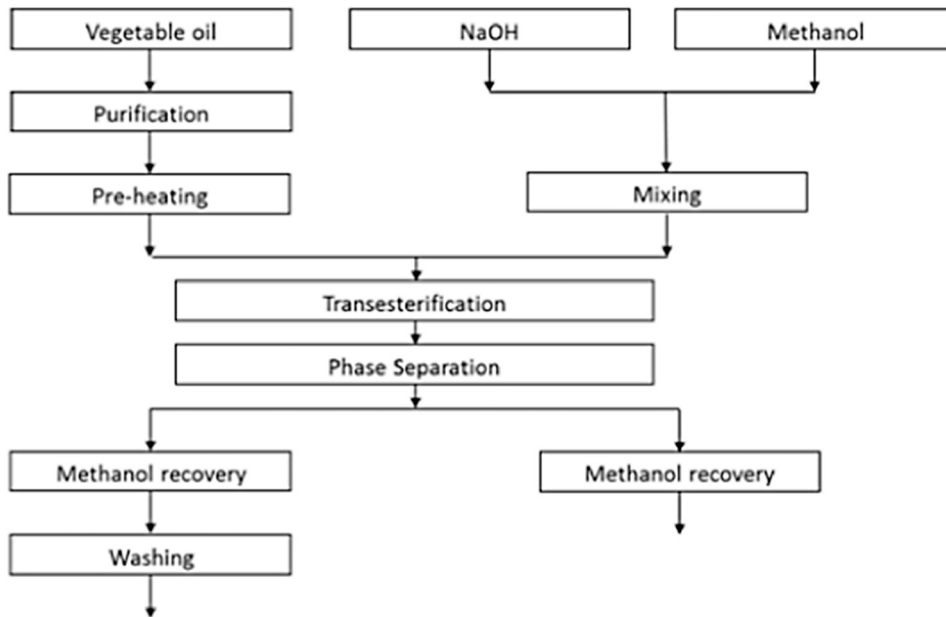 Vegetable oil
NaOH
Methanol
Purification
Pre-heating
Mixing
Transesterification
Phase Separation
Methanol recovery
Methanol recovery
Washing